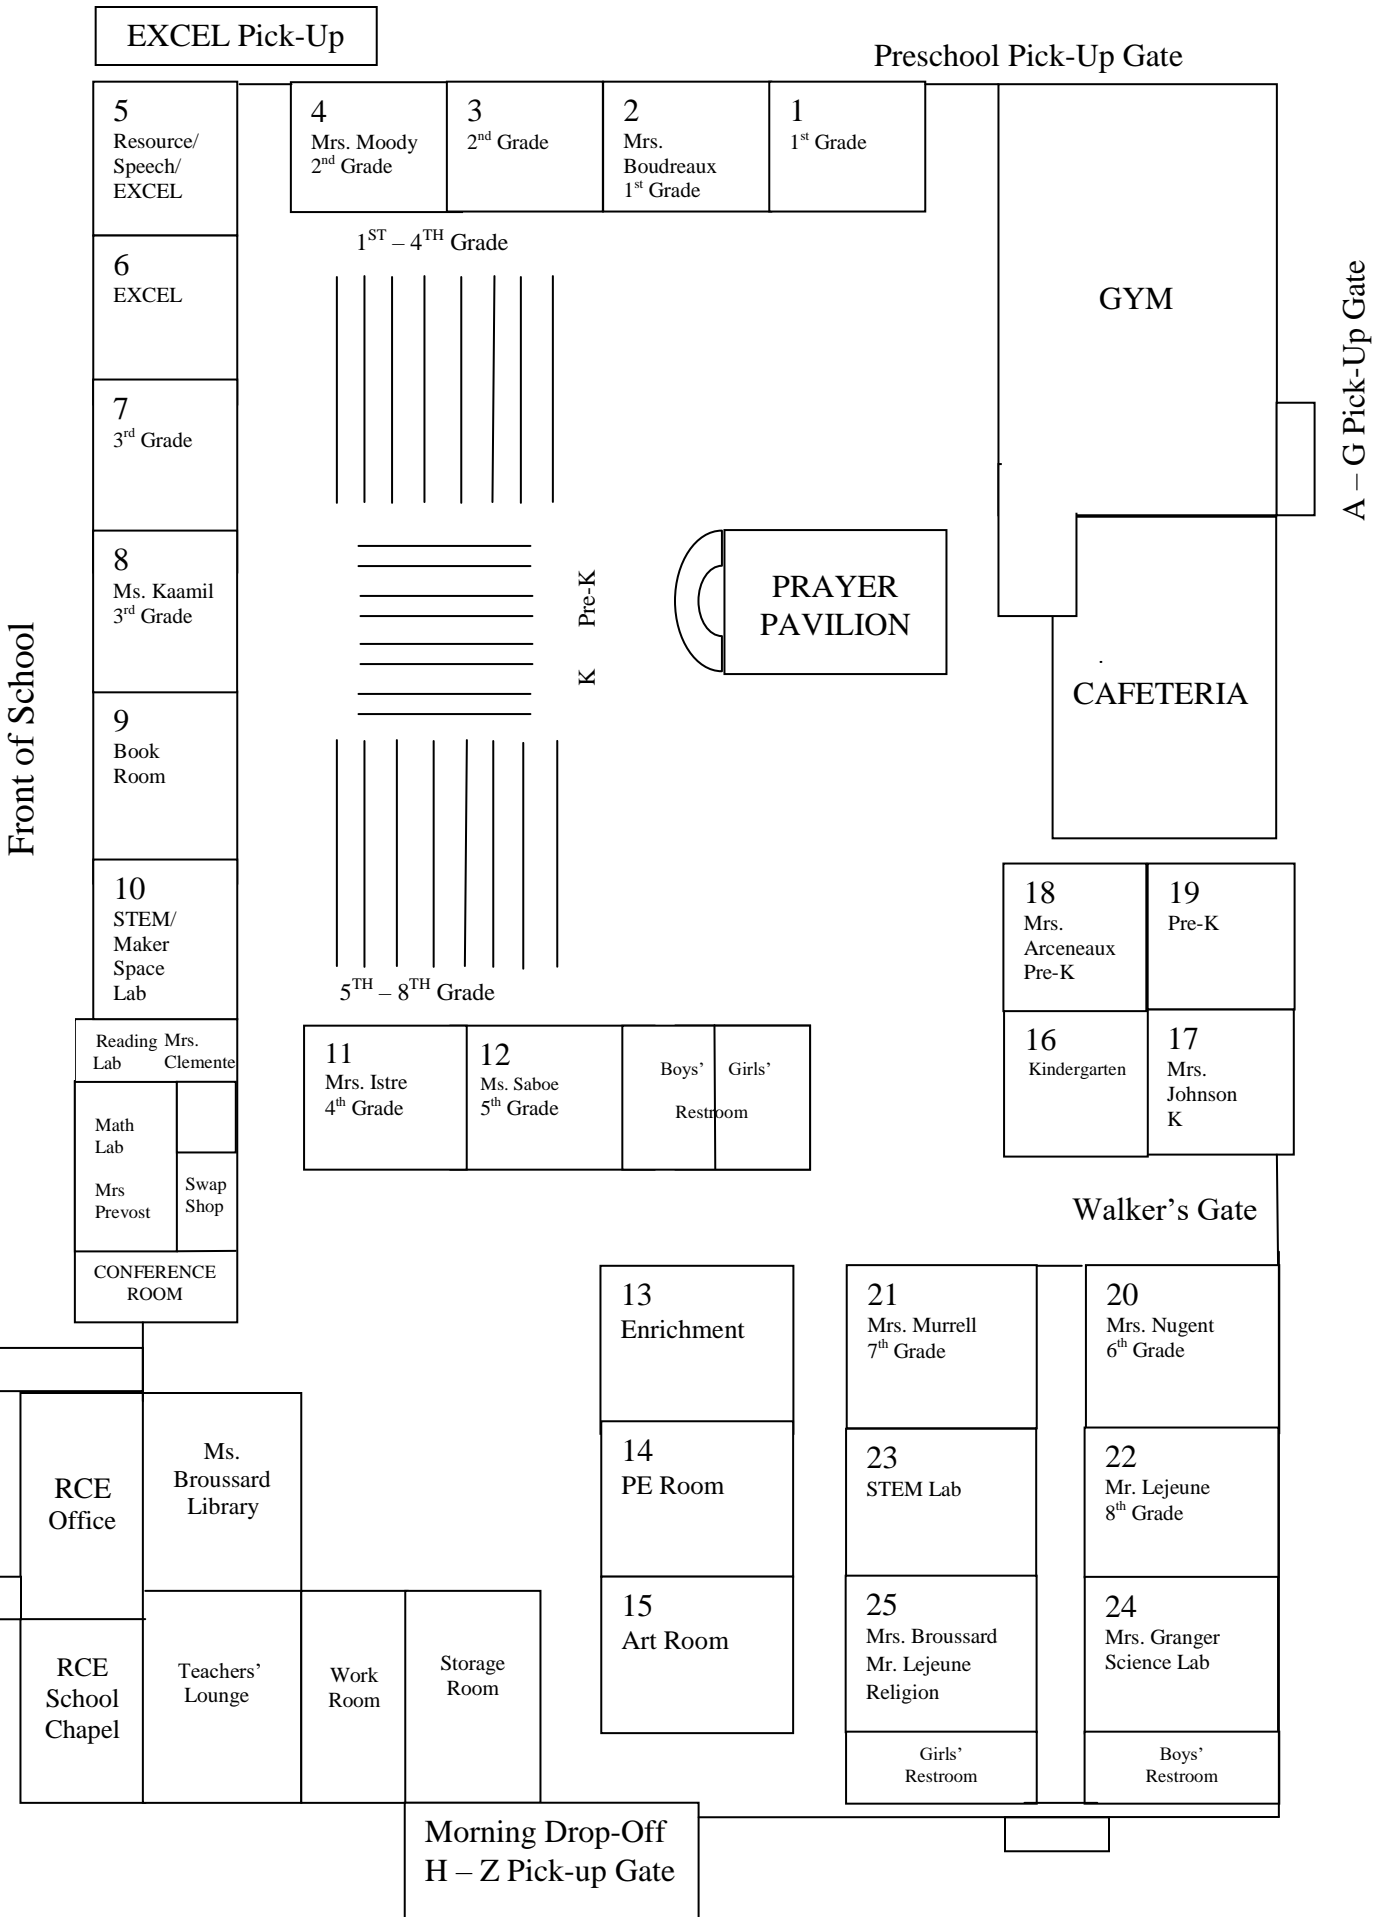 EXCEL Pick-Up
Preschool Pick-Up Gate
5
Resource/
Speech/
EXCEL
4
Mrs. Moody
2nd Grade
3
2nd Grade
2
Mrs.
Boudreaux
1st Grade
1
1st Grade
1ST – 4TH Grade
6
EXCEL
GYM
A – G Pick-Up Gate
7
3rd Grade
8
Ms. Kaamil
3rd Grade
Pre-K
K
PRAYER
PAVILION
CAFETERIA
Front of School
9
Book
Room
10
STEM/
Maker
Space
Lab
5TH – 8TH Grade
18
Mrs.
Arceneaux
Pre-K
19
Pre-K
Reading Mrs.
Lab Clemente
11
Mrs. Istre
4th Grade
12
Ms. Saboe
5th Grade
Boys' Girls'
Restroom
16
Kindergarten
17
Mrs.
Johnson
K
Math
Lab
Mrs
Prevost
Swap
Shop
CONFERENCE
ROOM
Walker's Gate
13
Enrichment
21
Mrs. Murrell
7th Grade
20
Mrs. Nugent
6th Grade
RCE
Office
Ms.
Broussard
Library
14
PE Room
23
STEM Lab
22
Mr. Lejeune
8th Grade
RCE
School
Chapel
Teachers'
Lounge
Work
Room
Storage
Room
15
Art Room
25
Mrs. Broussard
Mr. Lejeune
Religion
24
Mrs. Granger
Science Lab
Girls'
Restroom
Boys'
Restroom
Morning Drop-Off
H – Z Pick-up Gate